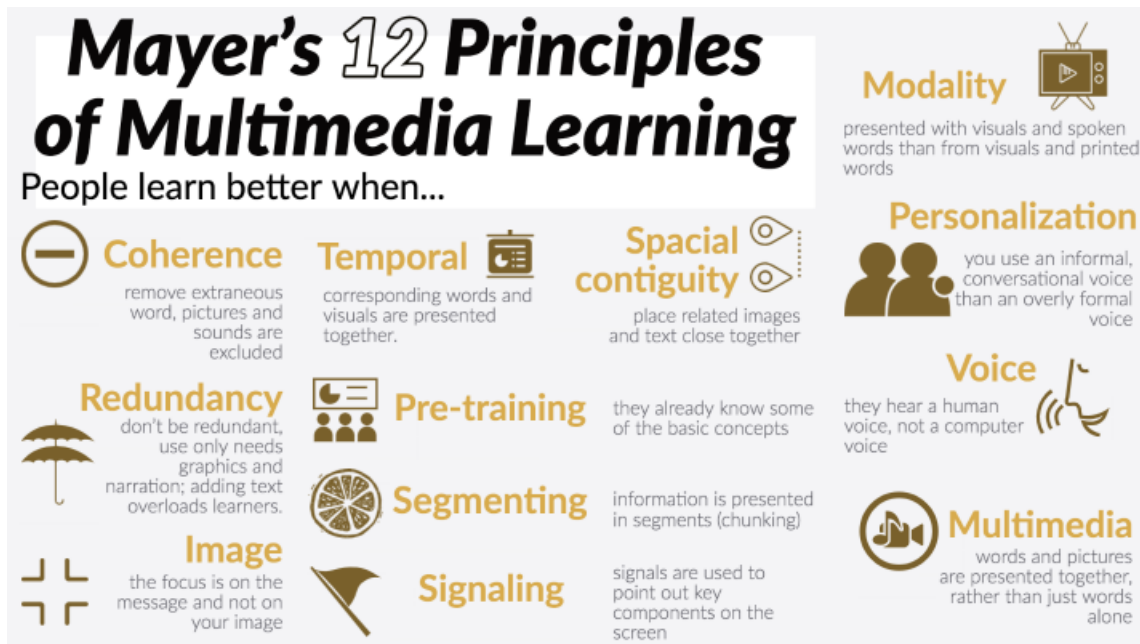 Mayer's 12 Principles
of Multimedia Learning
People learn better when...
Coherence
remove extraneous
word, pictures and
sounds are
excluded
Temporal
corresponding words and
visuals are presented
together.
Spacial
contiguity
place related images
and text close together
Redundancy
don't be redundant,
use only needs
graphics and
narration; adding text
overloads learners.
Pre-training
they already know some
of the basic concepts
Segmenting
information is presented
in segments (chunking)
Image
the focus is on the
message and not on
your image
Signaling
signals are used to
point out key
components on the
screen
Modality
presented with visuals and spoken
words than from visuals and printed
words
Personalization
you use an informal,
conversational voice
than an overly formal
voice
Voice
they hear a human
voice, not a computer
voice
Multimedia
words and pictures
are presented together,
rather than just words
alone